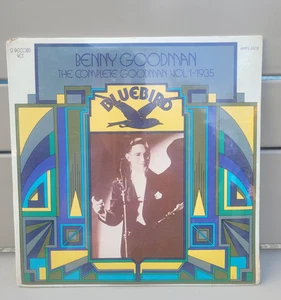 BENNY GOODMAN
THE COMPLETE GOODMAN VOL. 1-1935
BLUEBIRD